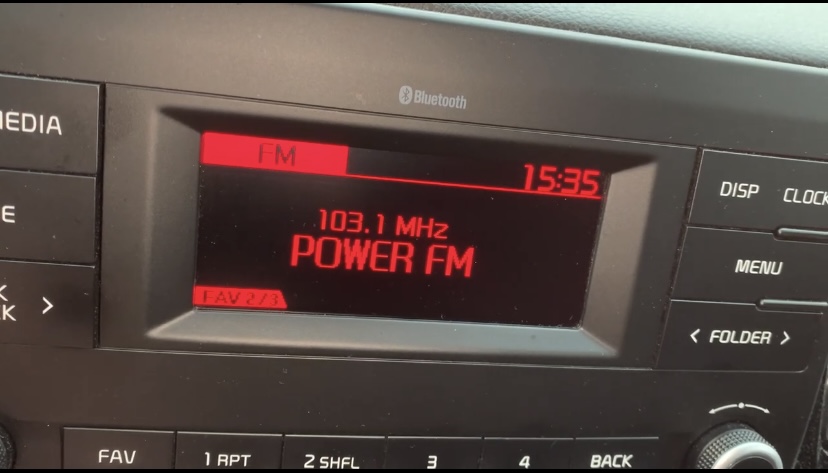 Bluetooth
MEDIA
FM
15:35
DISP
CLOCK
E
103.1 MHz
POWER FM
MENU
K
CK
FAV 2/3
< FOLDER >
FAV
1 RPT
2 SHFL
3
4
BACK